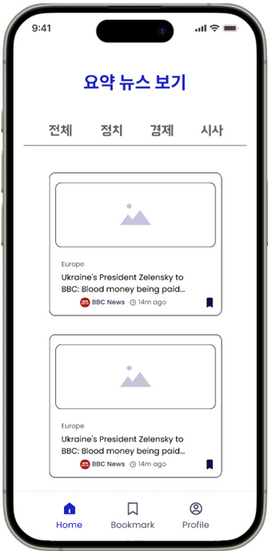 9:41
요약 뉴스 보기
전체 정치 경제 시사
Europe
Ukraine's President Zelensky to
BBC: Blood money being paid...
BBC News 14m ago
Europe
Ukraine's President Zelensky to
BBC: Blood money being paid...
BBC News 14m ago
Home Bookmark Profile